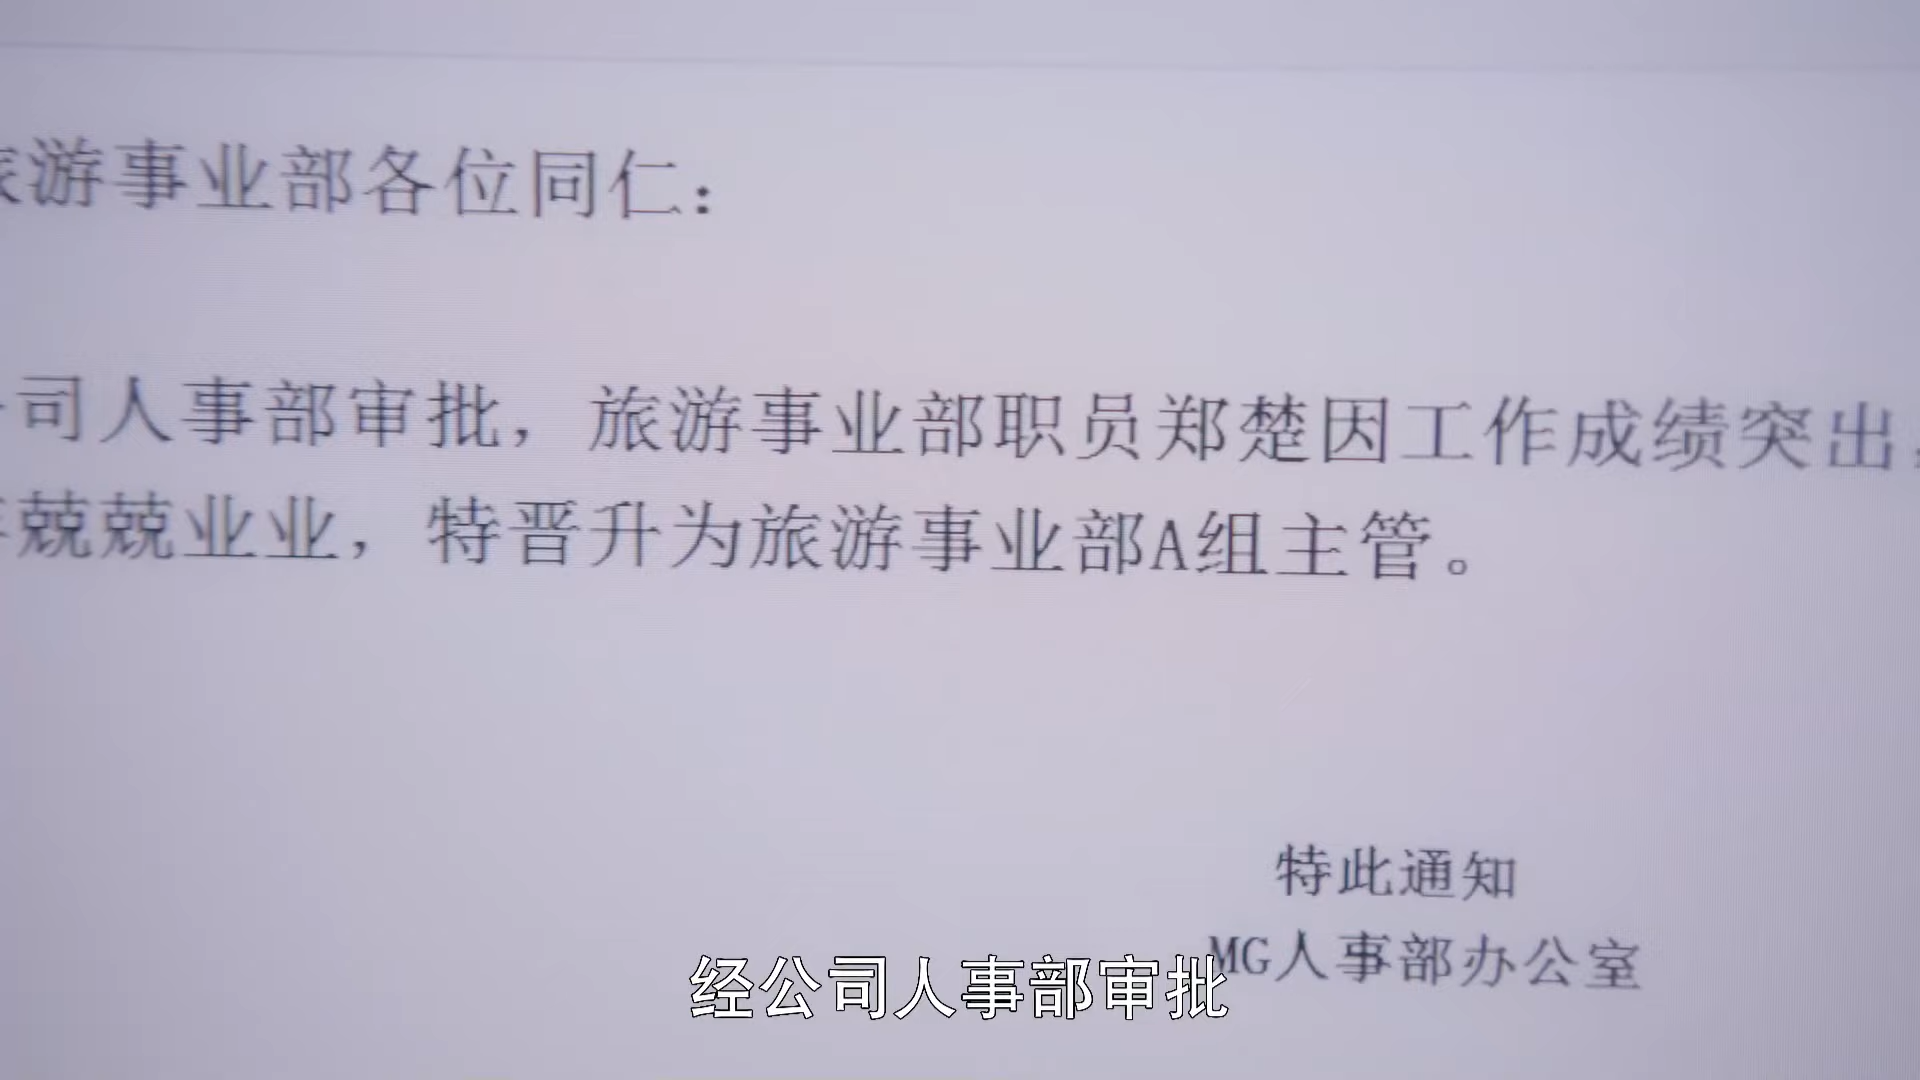 旅游事业部各位同仁：
司人事部审批，旅游事业部职员郑楚因工作成绩突出，
兢兢业业，特晋升为旅游事业部A组主管。
特此通知
MG人事部办公室
经公司人事部审批